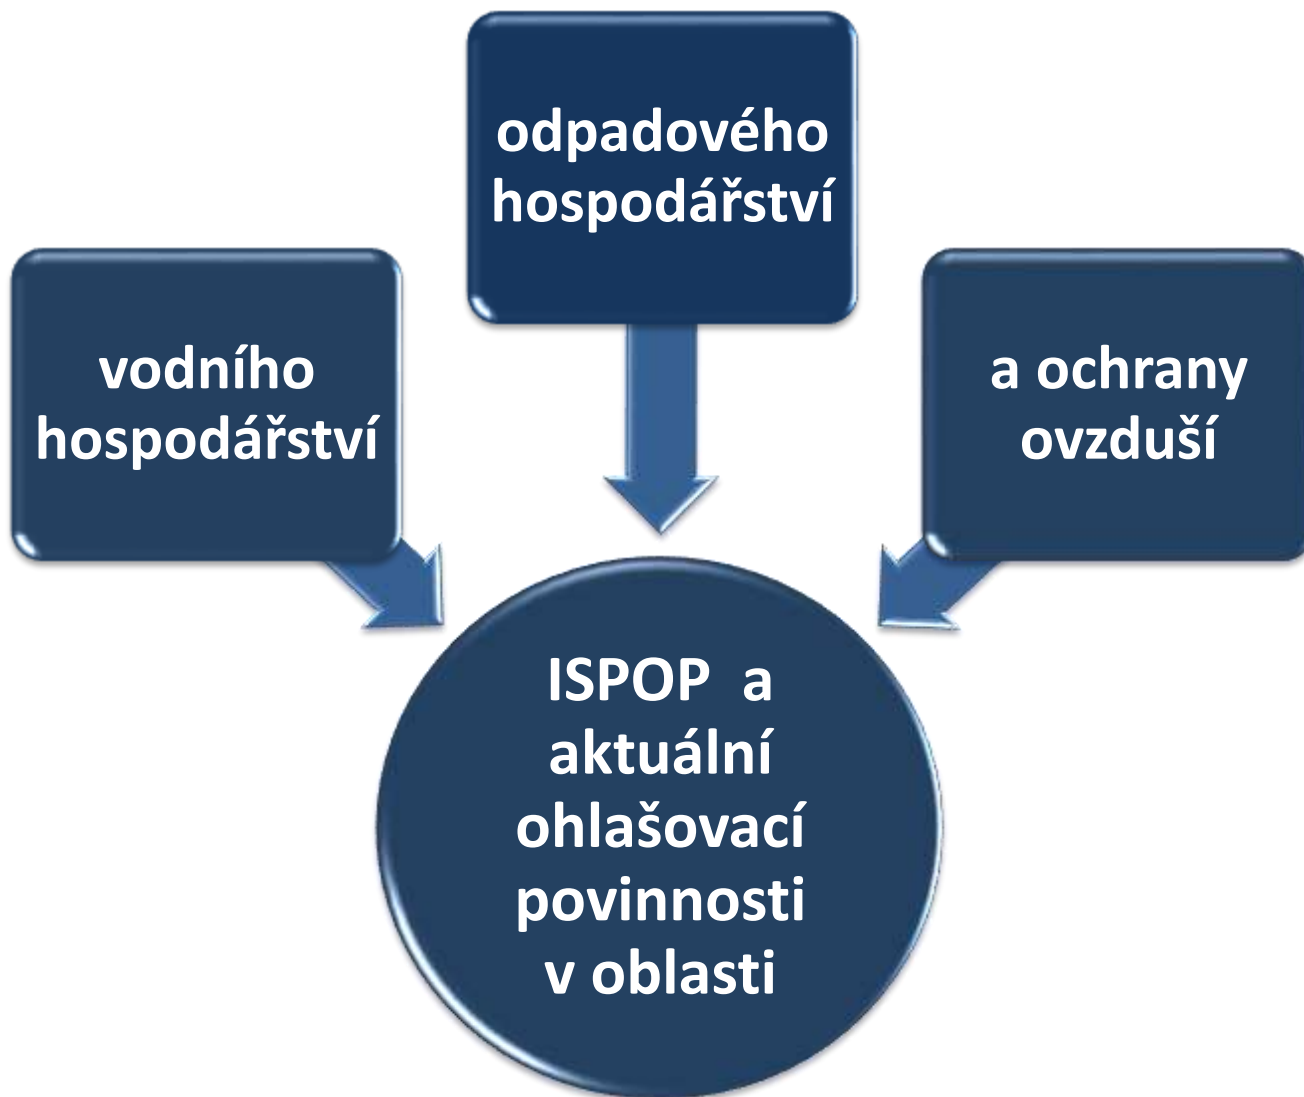 odpadového
hospodářství
vodního
hospodářství
a ochrany
ovzduší
ISPOP a
aktuální
ohlašovací
povinnosti
v oblasti